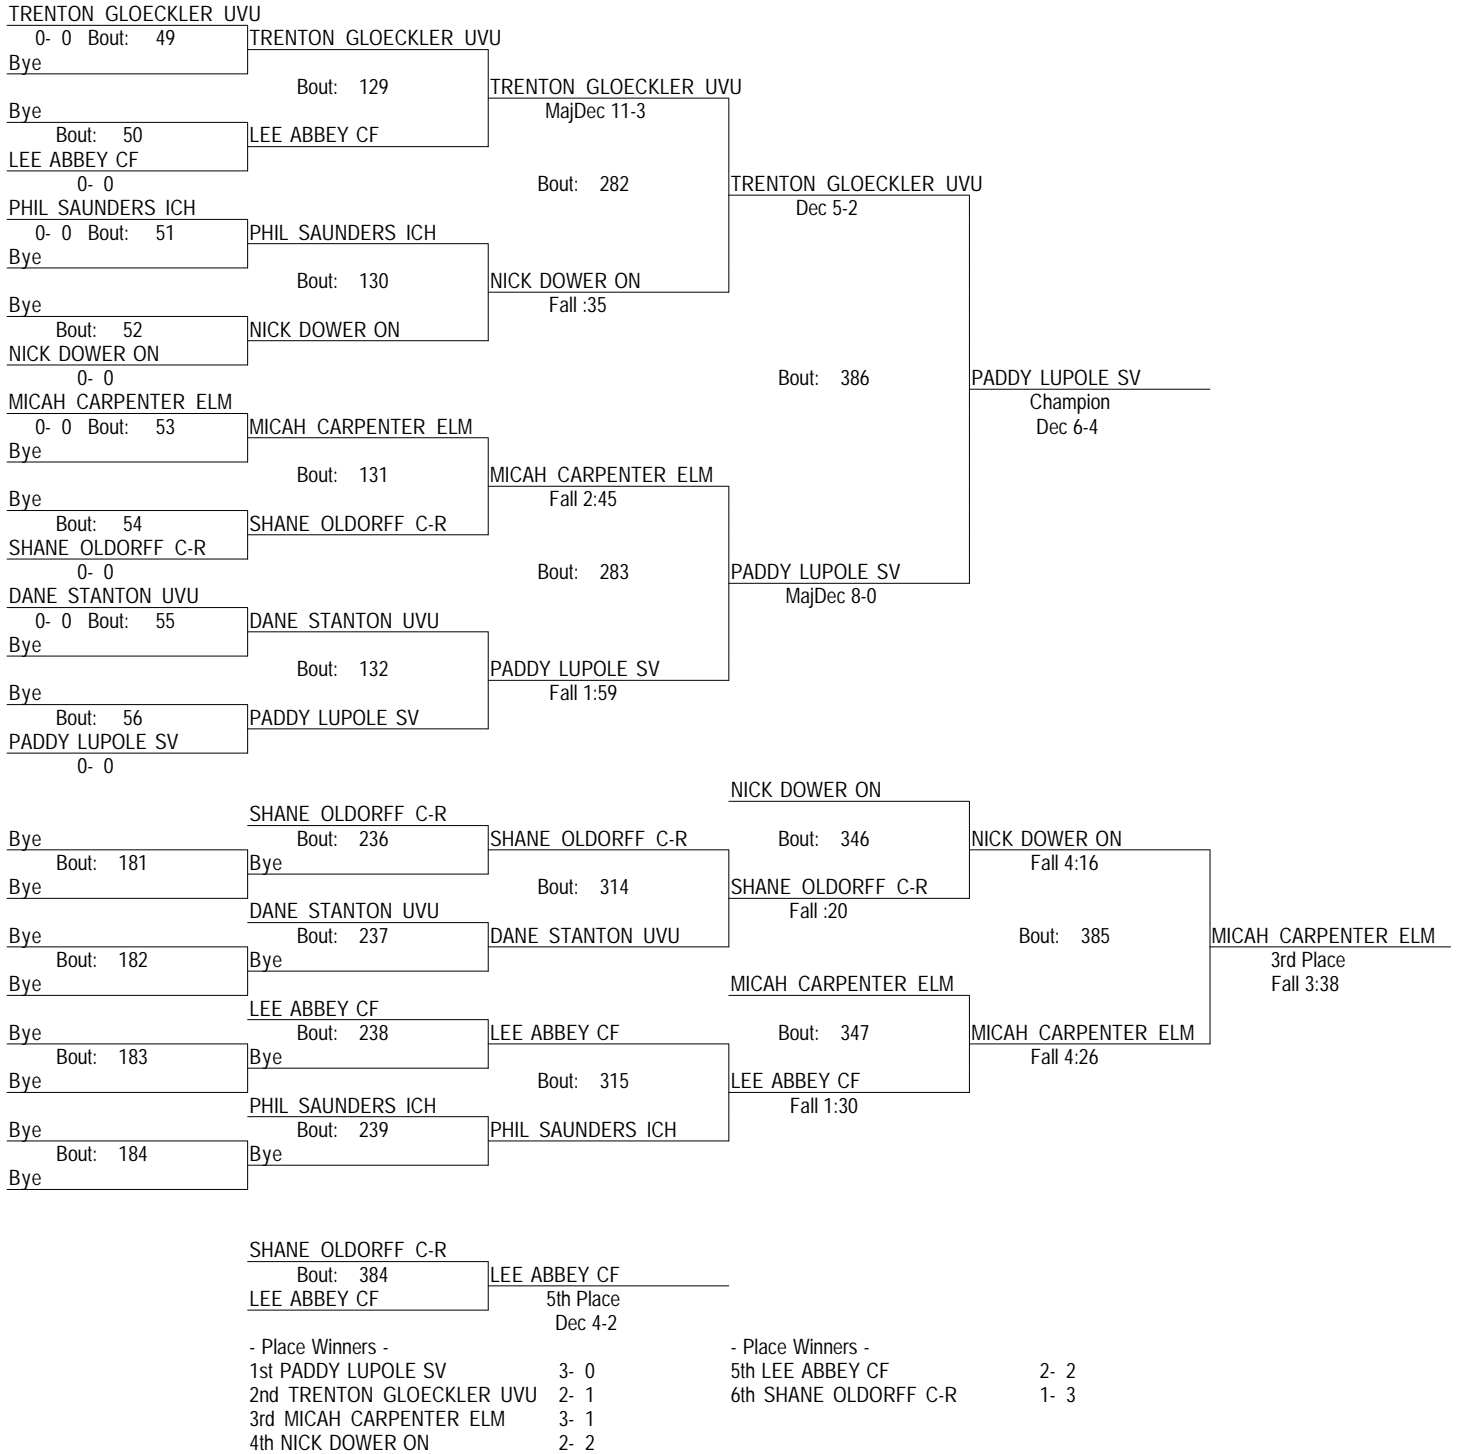 TRENTON GLOECKLER UVU
0- 0 Bout: 49 TRENTON GLOECKLER UVU
Bye
Bout: 129 TRENTON GLOECKLER UVU
Bye MajDec 11-3
Bout: 50 LEE ABBEY CF
LEE ABBEY CF
0- 0 Bout: 282 TRENTON GLOECKLER UVU
PHIL SAUNDERS ICH Dec 5-2
0- 0 Bout: 51 PHIL SAUNDERS ICH
Bye
Bout: 130 NICK DOWER ON
Bye Fall :35
Bout: 52 NICK DOWER ON
NICK DOWER ON
0- 0 Bout: 386 PADDY LUPOLE SV
MICAH CARPENTER ELM Champion
0- 0 Bout: 53 MICAH CARPENTER ELM Dec 6-4
Bye
Bout: 131 MICAH CARPENTER ELM
Bye Fall 2:45
Bout: 54 SHANE OLDORFF C-R
SHANE OLDORFF C-R
0- 0 Bout: 283 PADDY LUPOLE SV
DANE STANTON UVU MajDec 8-0
0- 0 Bout: 55 DANE STANTON UVU
Bye
Bout: 132 PADDY LUPOLE SV
Bye Fall 1:59
Bout: 56 PADDY LUPOLE SV
PADDY LUPOLE SV
0- 0
NICK DOWER ON
SHANE OLDORFF C-R
Bye Bout: 236 SHANE OLDORFF C-R Bout: 346 NICK DOWER ON
Bout: 181 Bye Fall 4:16
Bye Bout: 314 SHANE OLDORFF C-R
DANE STANTON UVU Fall :20
Bye Bout: 237 DANE STANTON UVU Bout: 385 MICAH CARPENTER ELM
Bout: 182 Bye 3rd Place
Bye MICAH CARPENTER ELM Fall 3:38
LEE ABBEY CF
Bye Bout: 238 LEE ABBEY CF Bout: 347 MICAH CARPENTER ELM
Bout: 183 Bye Fall 4:26
Bye Bout: 315 LEE ABBEY CF
PHIL SAUNDERS ICH Fall 1:30
Bye Bout: 239 PHIL SAUNDERS ICH
Bout: 184 Bye
Bye
SHANE OLDORFF C-R
Bout: 384 LEE ABBEY CF
LEE ABBEY CF 5th Place
Dec 4-2
- Place Winners - - Place Winners -
1st PADDY LUPOLE SV 3- 0 5th LEE ABBEY CF 2- 2
2nd TRENTON GLOECKLER UVU 2- 1 6th SHANE OLDORFF C-R 1- 3
3rd MICAH CARPENTER ELM 3- 1
4th NICK DOWER ON 2- 2